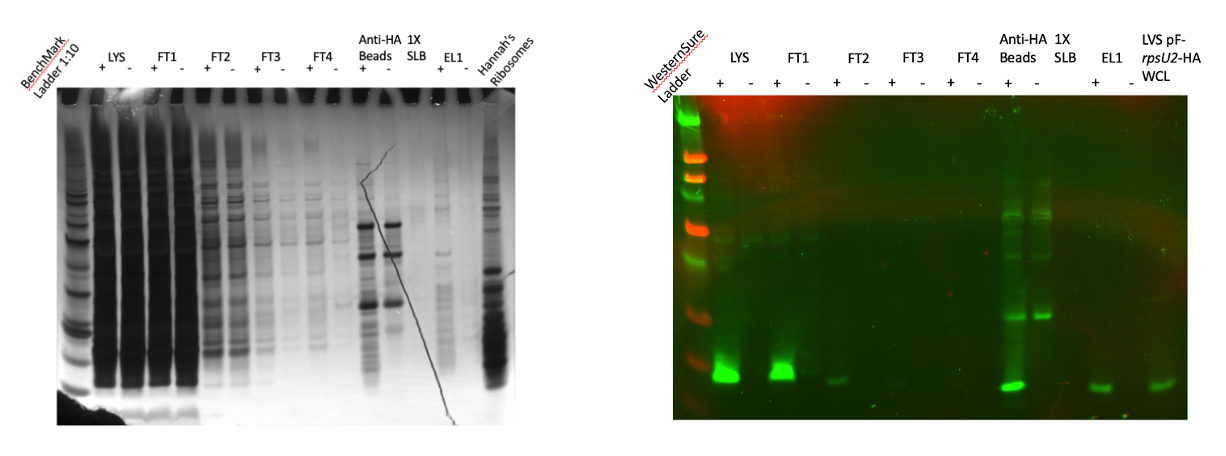 BenchMark
Ladder 1:10
LYS
FT1
FT2
FT3
FT4
Anti-HA
Beads
1X
SLB
EL1
Hannah's
Ribosomes
+ - + - + - + - + - + - + -
WesternSure
Ladder
LYS
FT1
FT2
FT3
FT4
Anti-HA
Beads
1X
SLB
EL1
LVS pF-
rpsU2-HA
WCL
+ - + - + - + - + - + - + -